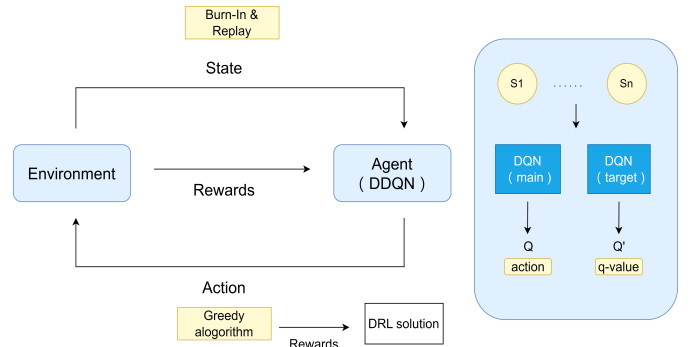 Burn-In &
Replay
State
Environment
Rewards
Agent
( DDQN )
Action
Greedy
alogorithm
Rewards
DRL solution
S1
......
Sn
DQN
( main )
DQN
( target )
Q
Q'
action
q-value